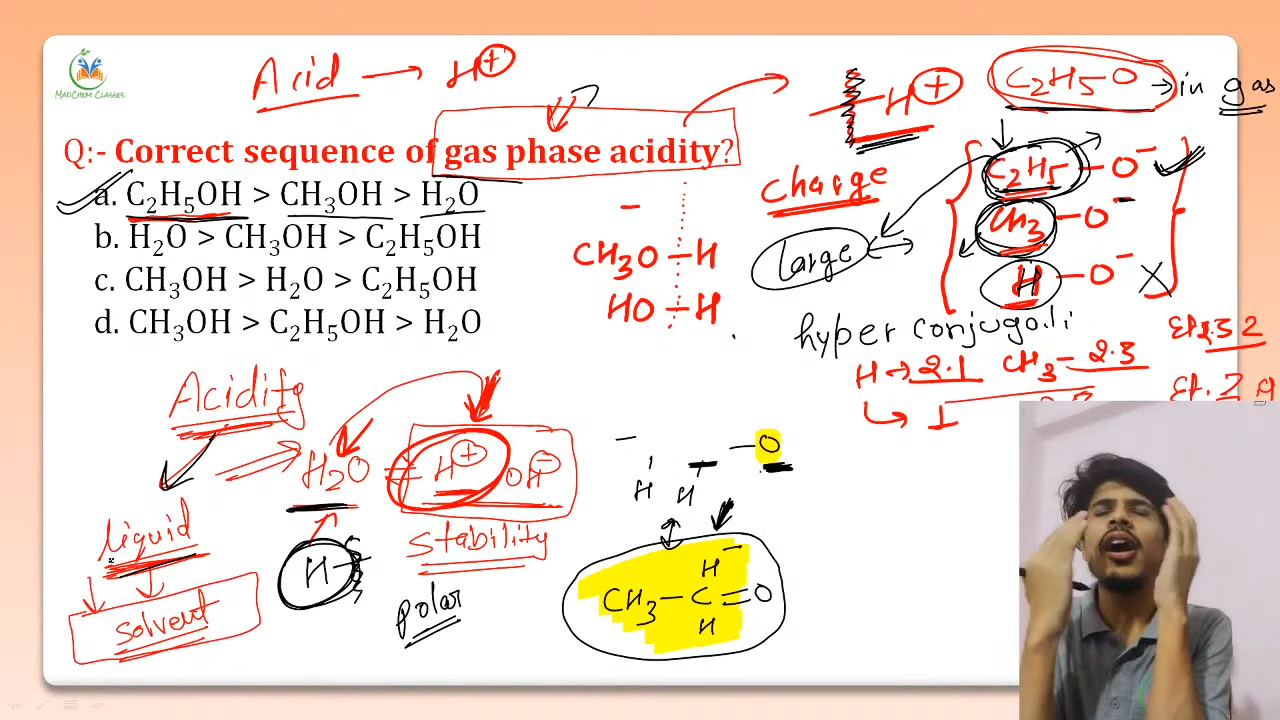 MADCHEM CLASSES
Acid → H⊕
H⊕
C2H5O → in gas
Q:- Correct sequence of gas phase acidity?
a. C₂H₅OH > CH₃OH > H₂O
b. H₂O > CH₃OH > C₂H₅OH
c. CH₃OH > H₂O > C₂H₅OH
d. CH₃OH > C₂H₅OH > H₂O
charge
–
CH3O – H
HO – H
large
C2H5 – O⁻
CH3 – O⁻
H – O⁻
H → 2.1 CH3 – 2.3
Acidity
H2O ⇌ H⊕ OH⊖
liquid
stability
solvent
H
polar
– O
H H
H⁻
CH3 – C = O
H